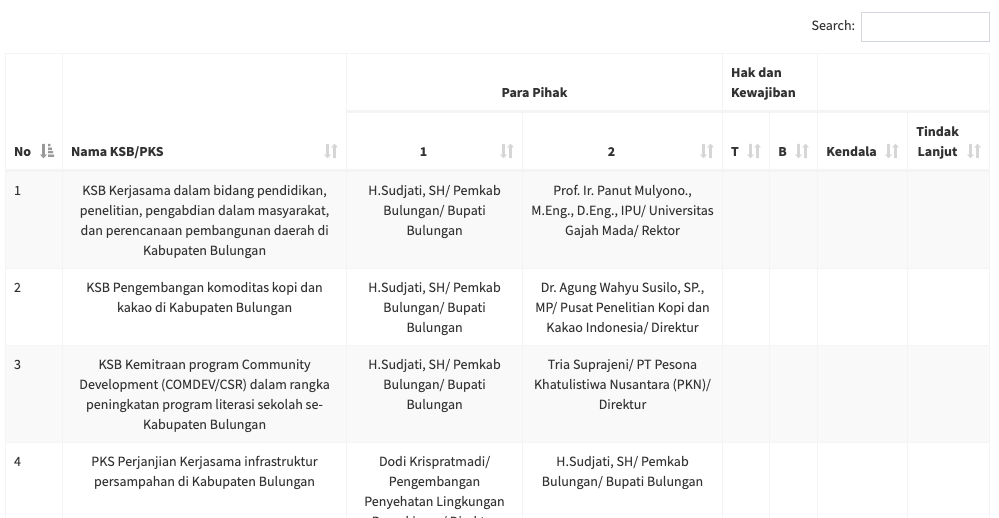 Search:
Hak dan
Kewajiban
Para Pihak
No
Nama KSB/PKS
1
2
T
B
Kendala
Tindak
Lanjut
1
KSB Kerjasama dalam bidang pendidikan,
penelitian, pengabdian dalam masyarakat,
dan perencanaan pembangunan daerah di
Kabupaten Bulungan
H.Sudjati, SH/ Pemkab
Bulungan/ Bupati
Bulungan
Prof. Ir. Panut Mulyono.,
M.Eng., D.Eng., IPU/ Universitas
Gajah Mada/ Rektor
2
KSB Pengembangan komoditas kopi dan
kakao di Kabupaten Bulungan
H.Sudjati, SH/ Pemkab
Bulungan/ Bupati
Bulungan
Dr. Agung Wahyu Susilo, SP.,
MP/ Pusat Penelitian Kopi dan
Kakao Indonesia/ Direktur
3
KSB Kemitraan program Community
Development (COMDEV/CSR) dalam rangka
peningkatan program literasi sekolah se-
Kabupaten Bulungan
H.Sudjati, SH/ Pemkab
Bulungan/ Bupati
Bulungan
Tria Suprajeni/ PT Pesona
Khatulistiwa Nusantara (PKN)/
Direktur
4
PKS Perjanjian Kerjasama infrastruktur
persampahan di Kabupaten Bulungan
Dodi Krispratmadi/
Pengembangan
Penyehatan Lingkungan
H.Sudjati, SH/ Pemkab
Bulungan/ Bupati Bulungan